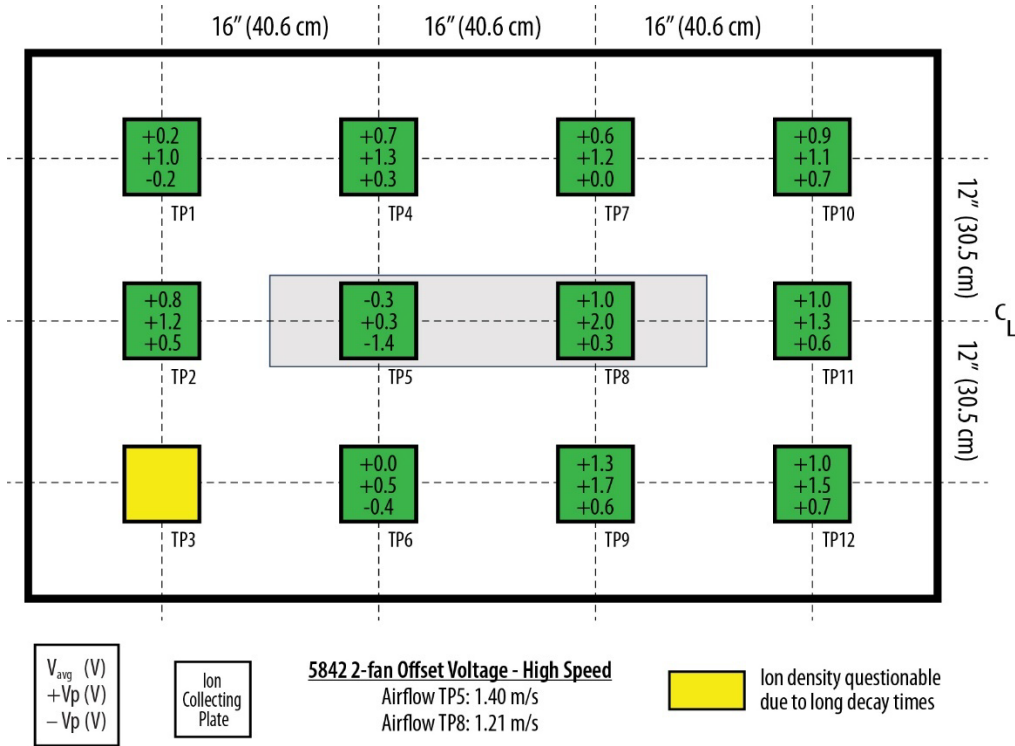 16” (40.6 cm) 16” (40.6 cm) 16” (40.6 cm)
+0.2
+1.0
-0.2
TP1
+0.7
+1.3
+0.3
TP4
+0.6
+1.2
+0.0
TP7
+0.9
+1.1
+0.7
TP10
12” (30.5 cm)
+0.8
+1.2
+0.5
TP2
-0.3
+0.3
-1.4
TP5
+1.0
+2.0
+0.3
TP8
+1.0
+1.3
+0.6
TP11
CL
12” (30.5 cm)
TP3
+0.0
+0.5
-0.4
TP6
+1.3
+1.7
+0.6
TP9
+1.0
+1.5
+0.7
TP12
Vavg (V)
+Vp (V)
– Vp (V)
Ion
Collecting
Plate
5842 2-fan Offset Voltage - High Speed
Airflow TP5: 1.40 m/s
Airflow TP8: 1.21 m/s
Ion density questionable
due to long decay times